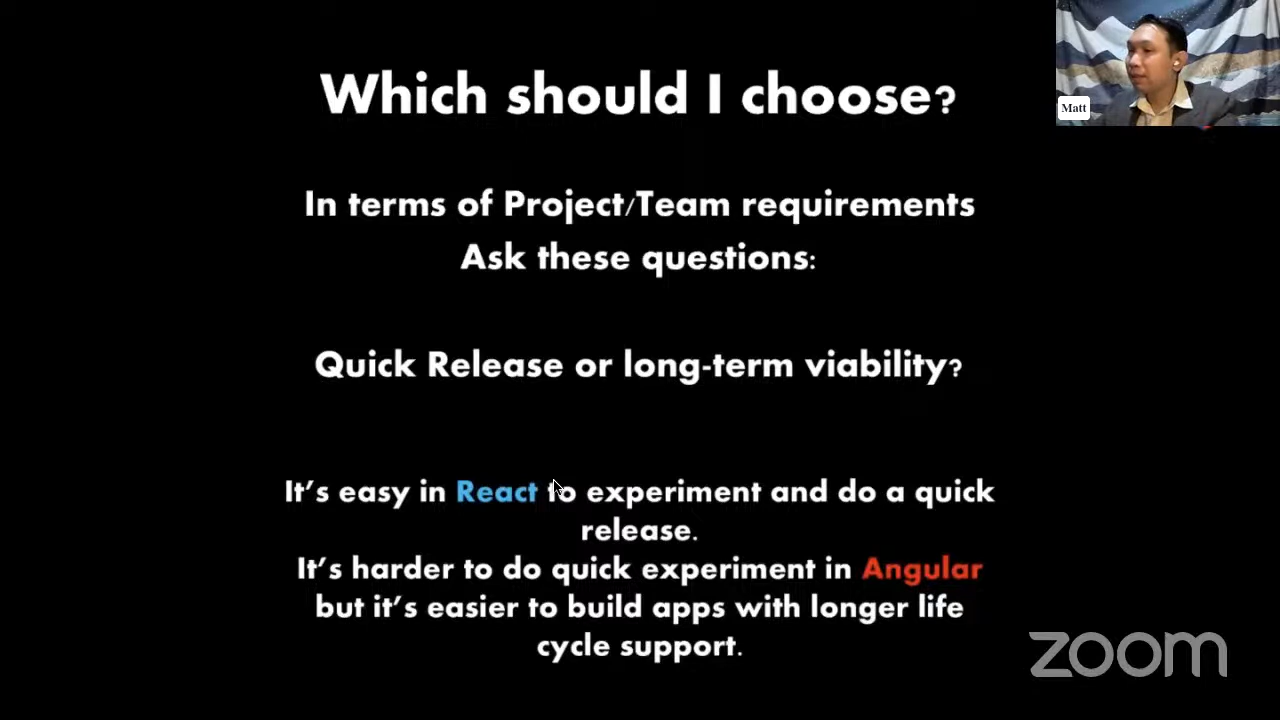 Which should I choose?
Matt
In terms of Project/Team requirements
Ask these questions:
Quick Release or long-term viability?
It's easy in React to experiment and do a quick
release.
It's harder to do quick experiment in Angular
but it's easier to build apps with longer life
cycle support.
zoom